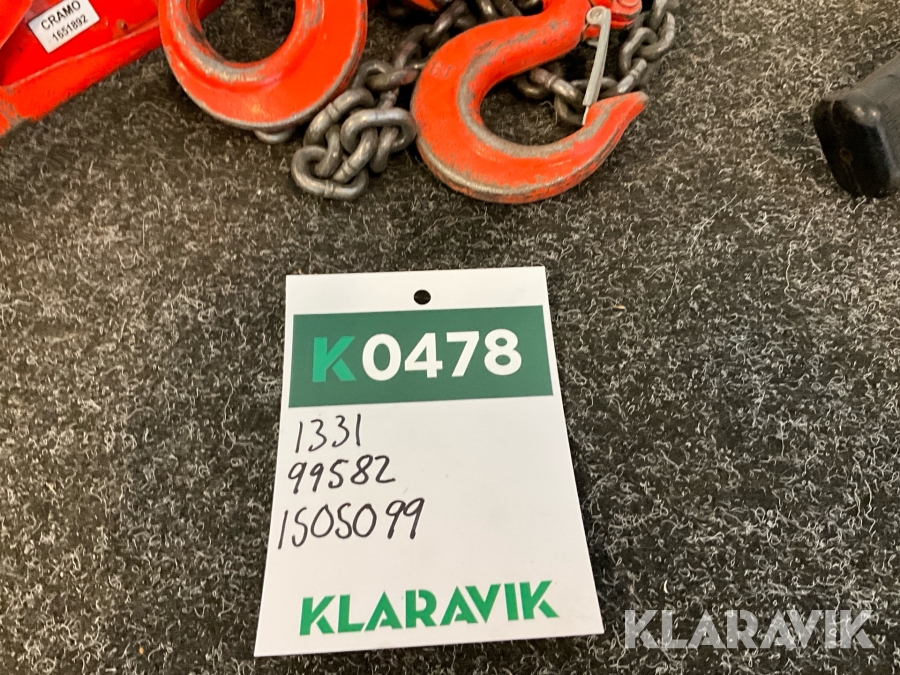 CRAMO
1651892
K0478
1331
99582
1505099
KLARAVIK
KLARAVIK